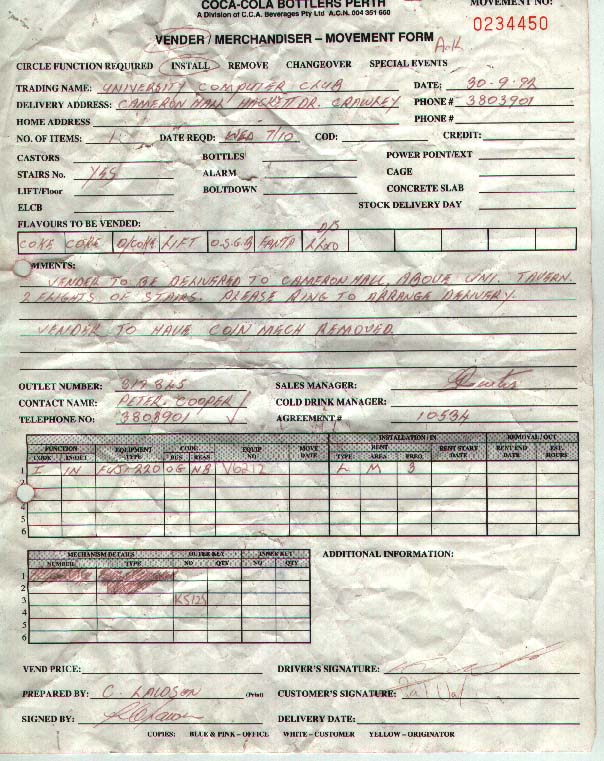 COCA-COLA BOTTLERS PERTH
A Division of C.C.A. Beverages Pty Ltd A.C.N. 004 351 660
MOVEMENT NO:
0234450
VENDER / MERCHANDISER – MOVEMENT FORM
CIRCLE FUNCTION REQUIRED INSTALL REMOVE CHANGEOVER SPECIAL EVENTS
TRADING NAME: UNIVERSITY COMPUTER CLUB DATE: 30-9-92
DELIVERY ADDRESS: CAMERON HALL HACKETT DR. CRAWLEY PHONE # 3803901
HOME ADDRESS PHONE #
NO. OF ITEMS: 1 DATE REQD: WED 7/10 COD: CREDIT:
CASTORS BOTTLES POWER POINT/EXT
STAIRS No. YES ALARM CAGE
LIFT/Floor BOLTDOWN CONCRETE SLAB
ELCB STOCK DELIVERY DAY
FLAVOURS TO BE VENDED:
COKE COKE D/COKE LIFT FANTA
MMENTS:
VENDER TO BE DELIVERED TO CAMERON HALL, ABOVE UNI. TAVERN.
2 FLIGHTS OF STAIRS. PLEASE RING TO ARRANGE DELIVERY.
VENDER TO HAVE COIN MECH REMOVED.
OUTLET NUMBER: 317345 SALES MANAGER:
CONTACT NAME: PETER COOPER COLD DRINK MANAGER:
TELEPHONE NO: 3803901 AGREEMENT # 10534
INSTALLATION / IN REMOVAL / OUT
FUNCTION EQUIPMENT CODE EQUIP MOVE RENT RENT START RENT END EST.
CODE IN/OUT TYPE BUS REAS NO DATE TYPE AREA FREQ DATE DATE HOURS
1 I IN FUJI 220 OG NB V6212 L M 3
2
3
4
5
6
MECHANISM DETAILS OUTER KEY INNER KEY ADDITIONAL INFORMATION:
NUMBER TYPE NO QTY NO QTY
1
2
3 K5125
4
5
6
VEND PRICE: DRIVER'S SIGNATURE:
PREPARED BY: C. LAWSON (Print) CUSTOMER'S SIGNATURE:
SIGNED BY: DELIVERY DATE:
COPIES: BLUE & PINK – OFFICE WHITE – CUSTOMER YELLOW – ORIGINATOR